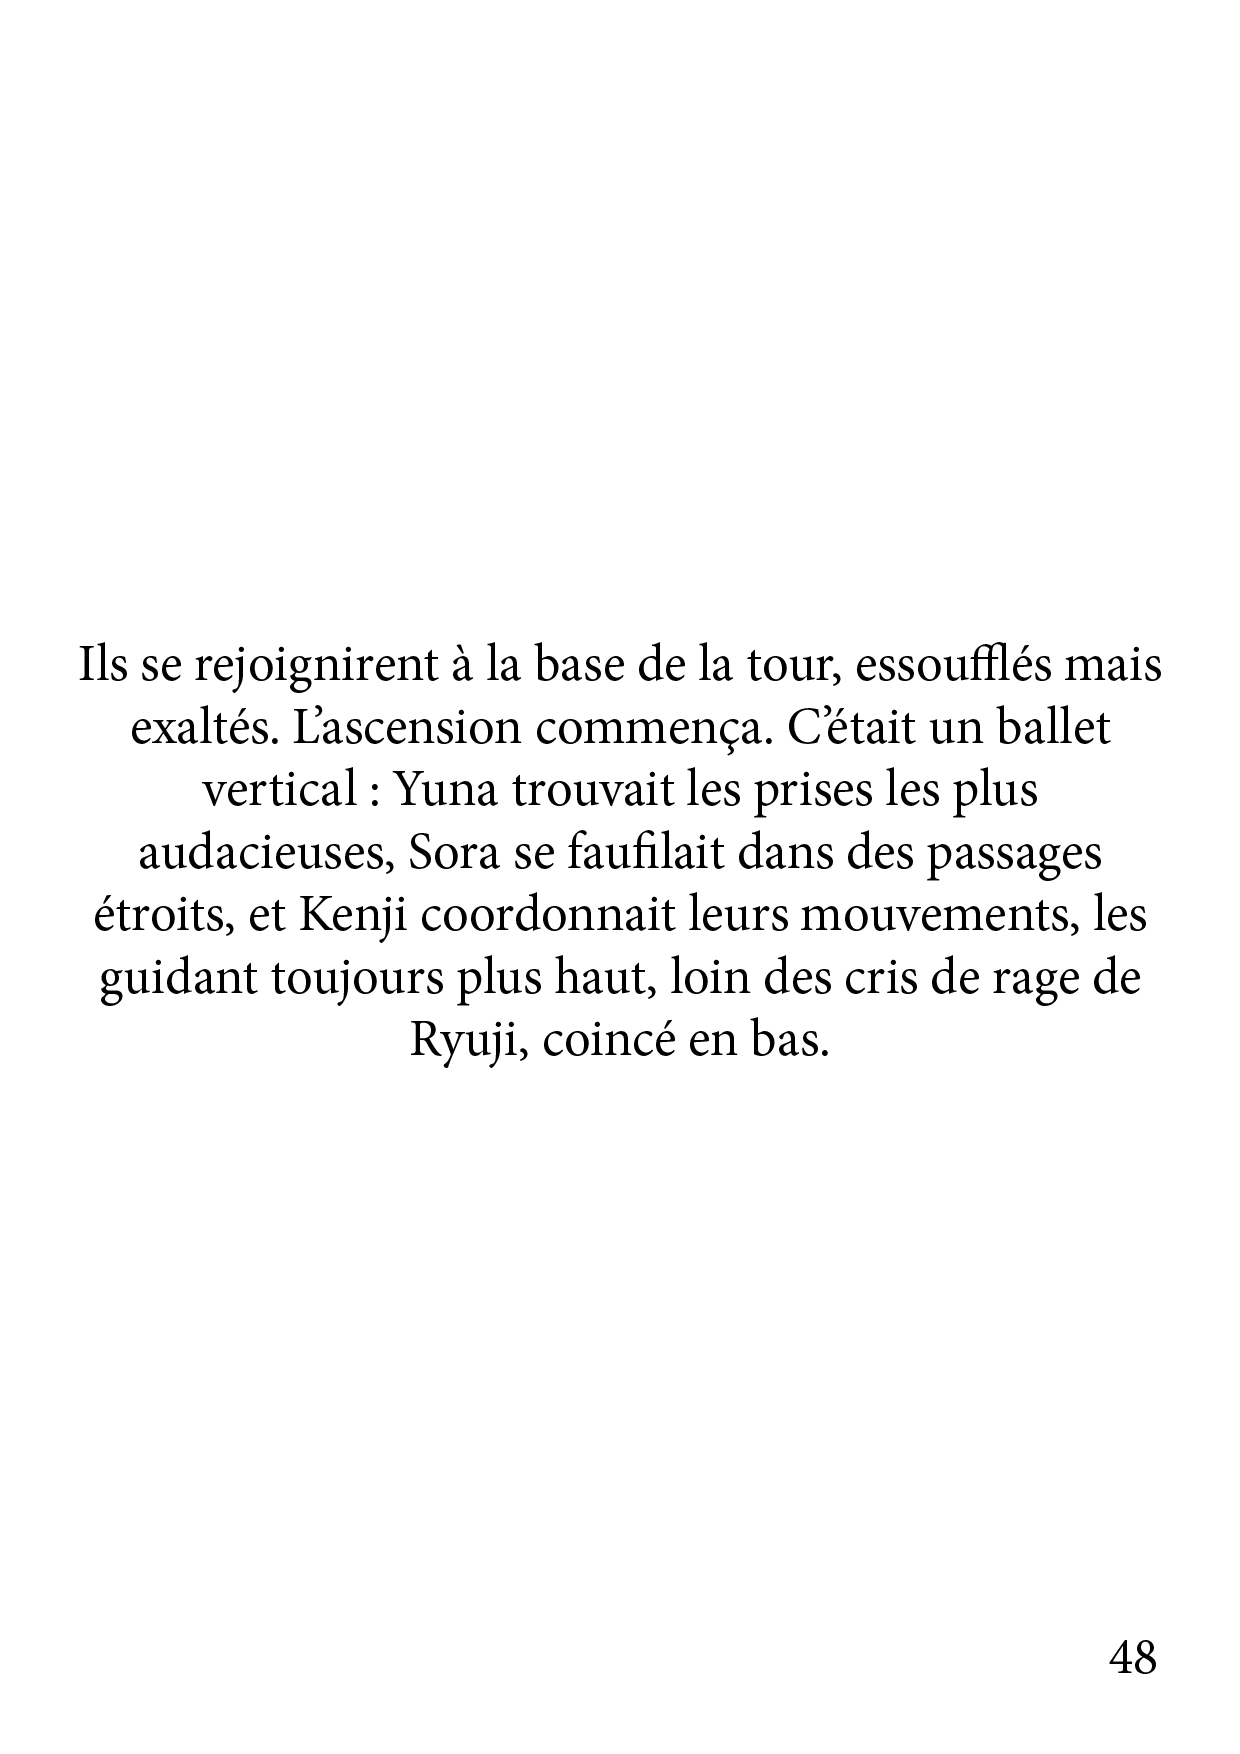 Ils se rejoignirent à la base de la tour, essoufflés mais
exaltés. L’ascension commença. C’était un ballet
vertical : Yuna trouvait les prises les plus
audacieuses, Sora se faufilait dans des passages
étroits, et Kenji coordonnait leurs mouvements, les
guidant toujours plus haut, loin des cris de rage de
Ryuji, coincé en bas.
48